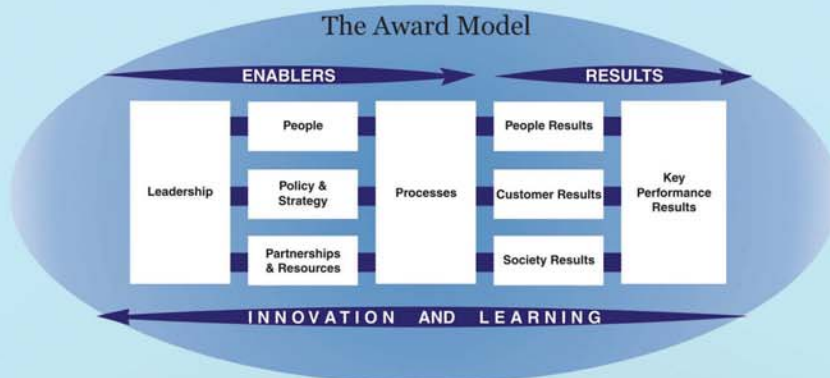 The Award Model
ENABLERS
RESULTS
Leadership
People
Policy &
Strategy
Partnerships
& Resources
Processes
People Results
Customer Results
Society Results
Key
Performance
Results
INNOVATION AND LEARNING